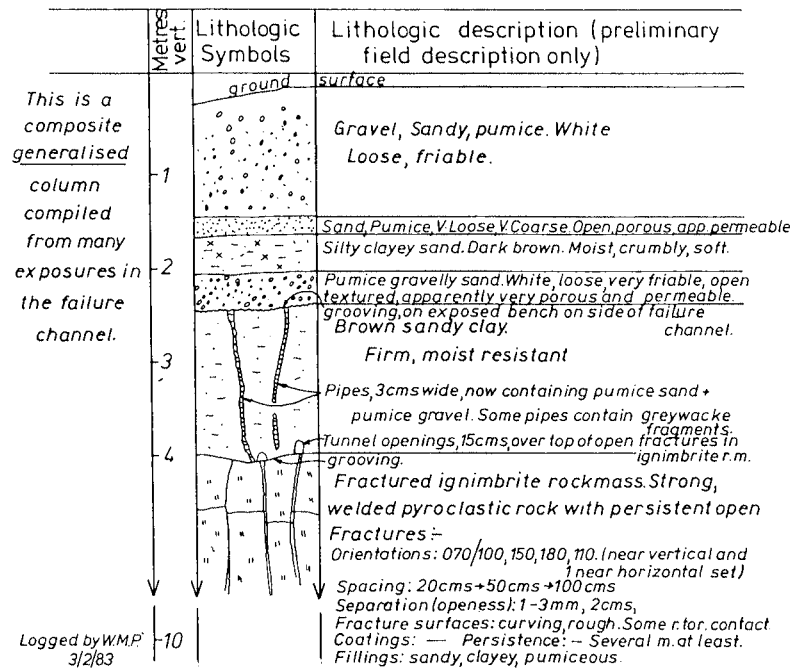 Metres vert.
Lithologic Symbols
Lithologic description (preliminary
field description only)
ground surface
This is a
composite
generalised
column
compiled
from many
exposures in
the failure
channel.
1
2
3
4
10
Gravel, Sandy, pumice. White
Loose, friable.
Sand, Pumice, V. Loose, V. Coarse. Open, porous, app. permeable
Silty clayey sand. Dark brown. Moist, crumbly, soft.
Pumice gravelly sand. White, loose, very friable, open
textured, apparently very porous and permeable.
grooving, on exposed bench on side of failure
channel.
Brown sandy clay.
Firm, moist resistant
Pipes, 3cms wide, now containing pumice sand +
pumice gravel. Some pipes contain greywacke
fragments.
Tunnel openings, 15cms, over top of open fractures in
ignimbrite r.m.
grooving.
Fractured ignimbrite rockmass. Strong,
welded pyroclastic rock with persistent open
Fractures :-
Orientations: 070/100, 150, 180, 110. (near vertical and
1 near horizontal set)
Spacing: 20cms → 50cms → 100cms
Separation (openess): 1-3mm, 2cms,
Fracture surfaces: curving, rough. Some r. tor. contact
Coatings: — Persistence: - Several m. at least.
Fillings: sandy, clayey, pumiceous.
Logged by W.M.P.
3/2/83